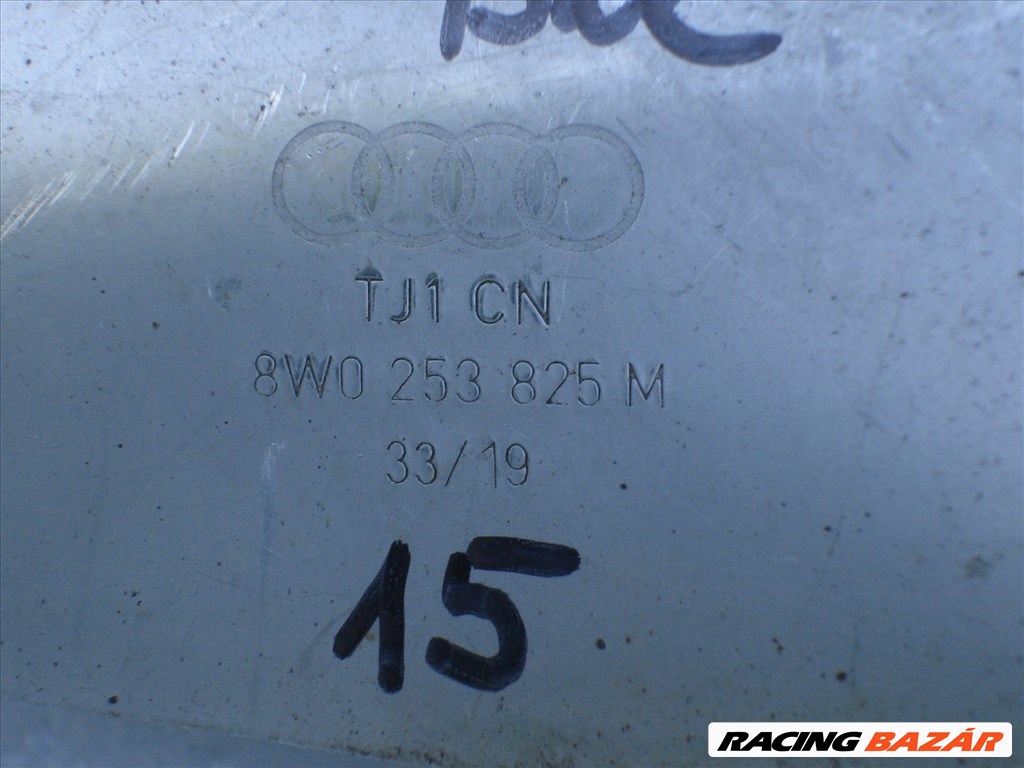 TJ1 CN
8W0 253 825 M
33/19
15
RACING BAZÁR